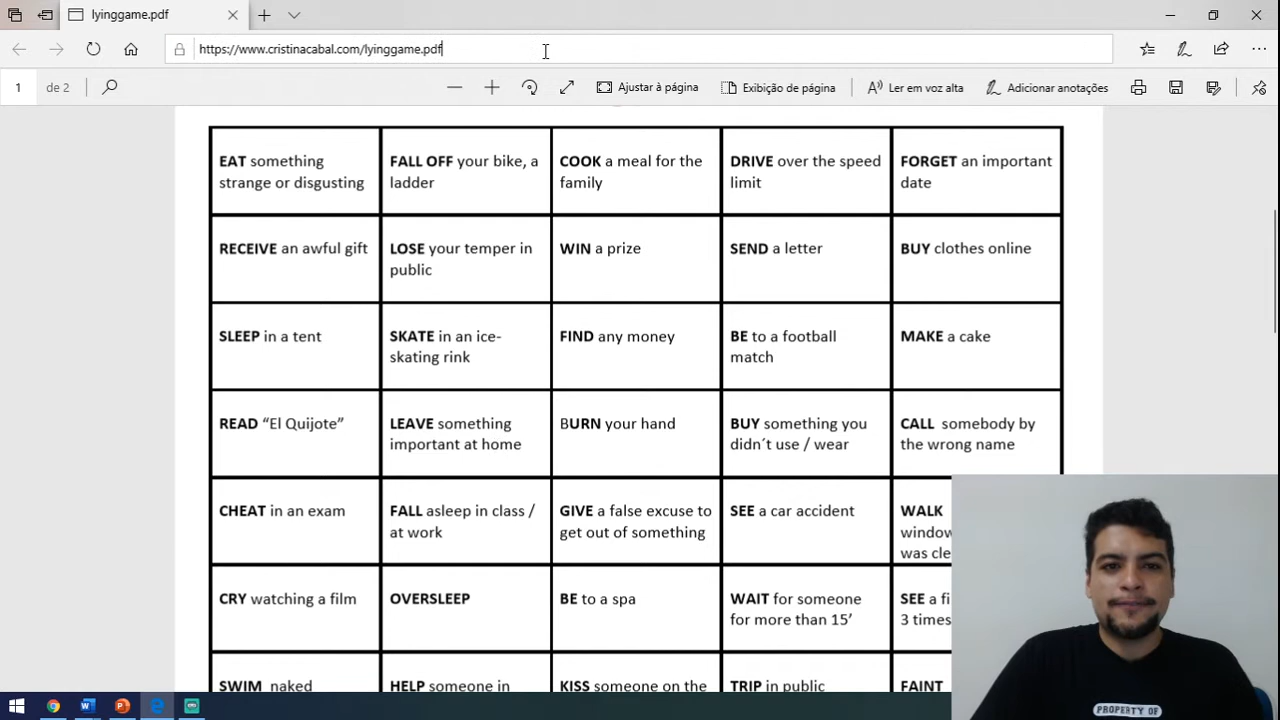 lyinggame.pdf
https://www.cristinacabal.com/lyinggame.pdf
1 de 2
Ajustar à página
Exibição de página
Ler em voz alta
Adicionar anotações
EAT something
strange or disgusting
FALL OFF your bike, a
ladder
COOK a meal for the
family
DRIVE over the speed
limit
FORGET an important
date
RECEIVE an awful gift
LOSE your temper in
public
WIN a prize
SEND a letter
BUY clothes online
SLEEP in a tent
SKATE in an ice-
skating rink
FIND any money
BE to a football
match
MAKE a cake
READ “El Quijote”
LEAVE something
important at home
BURN your hand
BUY something you
didn´t use / wear
CALL somebody by
the wrong name
CHEAT in an exam
FALL asleep in class /
at work
GIVE a false excuse to
get out of something
SEE a car accident
WALK
window
was cle
CRY watching a film
OVERSLEEP
BE to a spa
WAIT for someone
for more than 15’
SEE a fi
3 times
SWIM naked
HELP someone in
KISS someone on the
TRIP in public
FAINT
PROPERTY OF